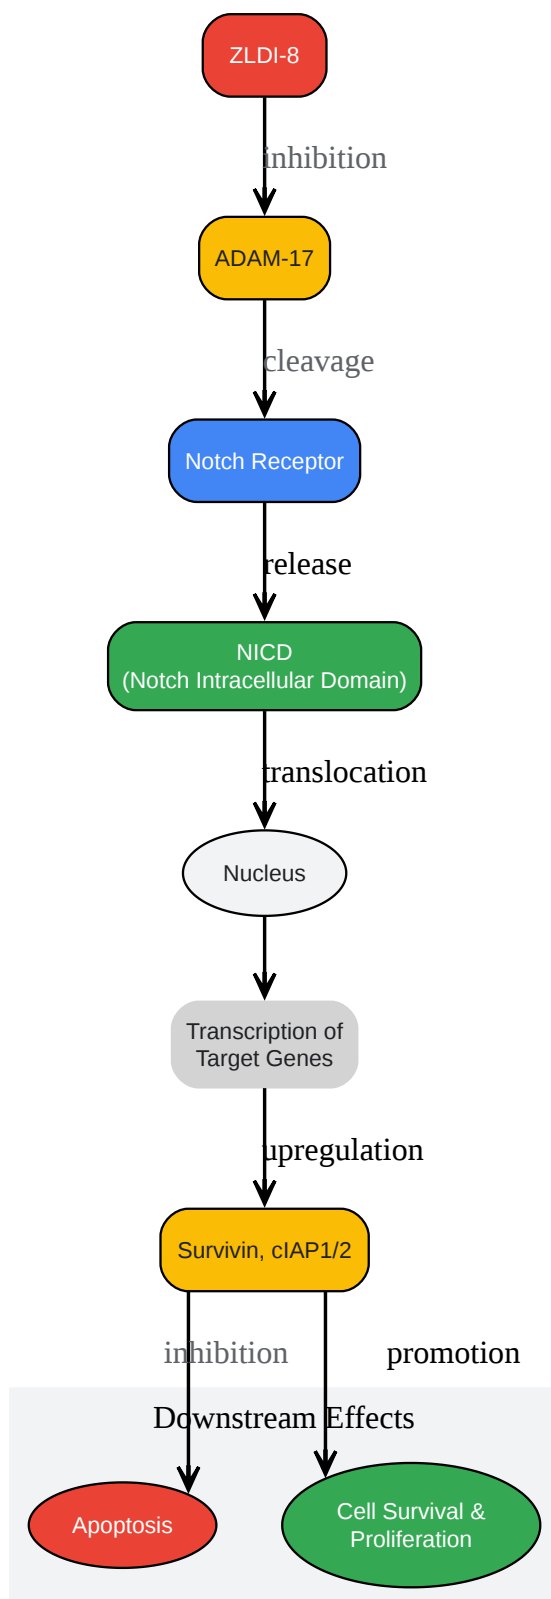 ZLDI-8
inhibition
ADAM-17
cleavage
Notch Receptor
release
NICD
(Notch Intracellular Domain)
translocation
Nucleus
Transcription of
Target Genes
upregulation
Survivin, cIAP1/2
inhibition
promotion
Downstream Effects
Apoptosis
Cell Survival &
Proliferation